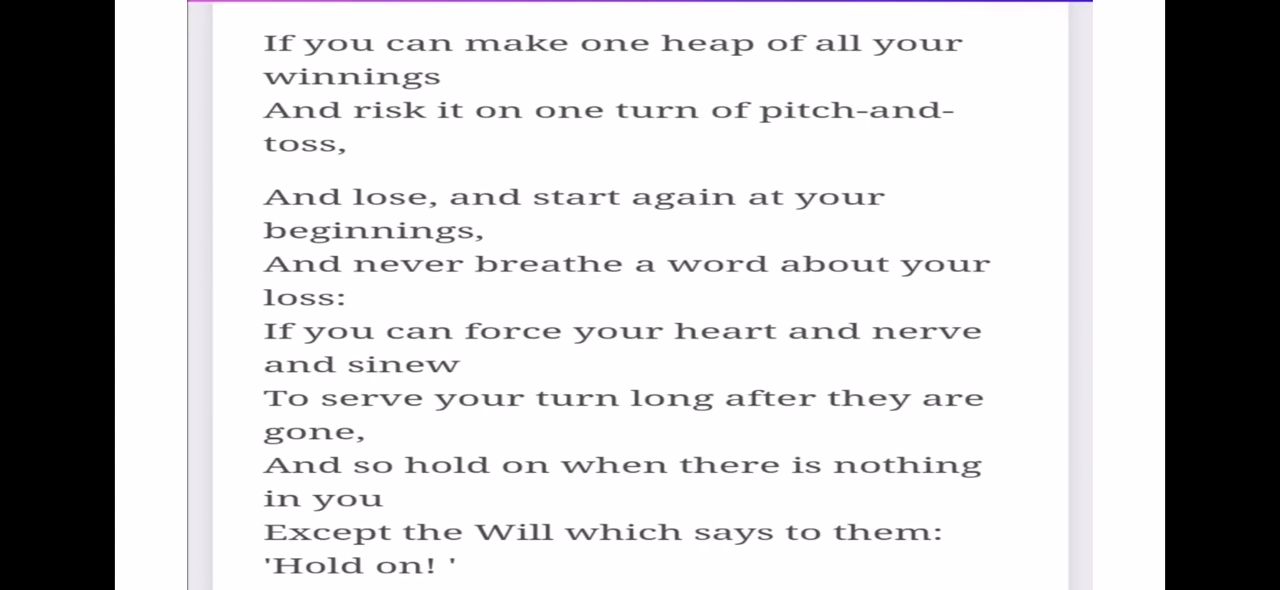 If you can make one heap of all your
winnings
And risk it on one turn of pitch-and-
toss,
And lose, and start again at your
beginnings,
And never breathe a word about your
loss:
If you can force your heart and nerve
and sinew
To serve your turn long after they are
gone,
And so hold on when there is nothing
in you
Except the Will which says to them:
'Hold on! '